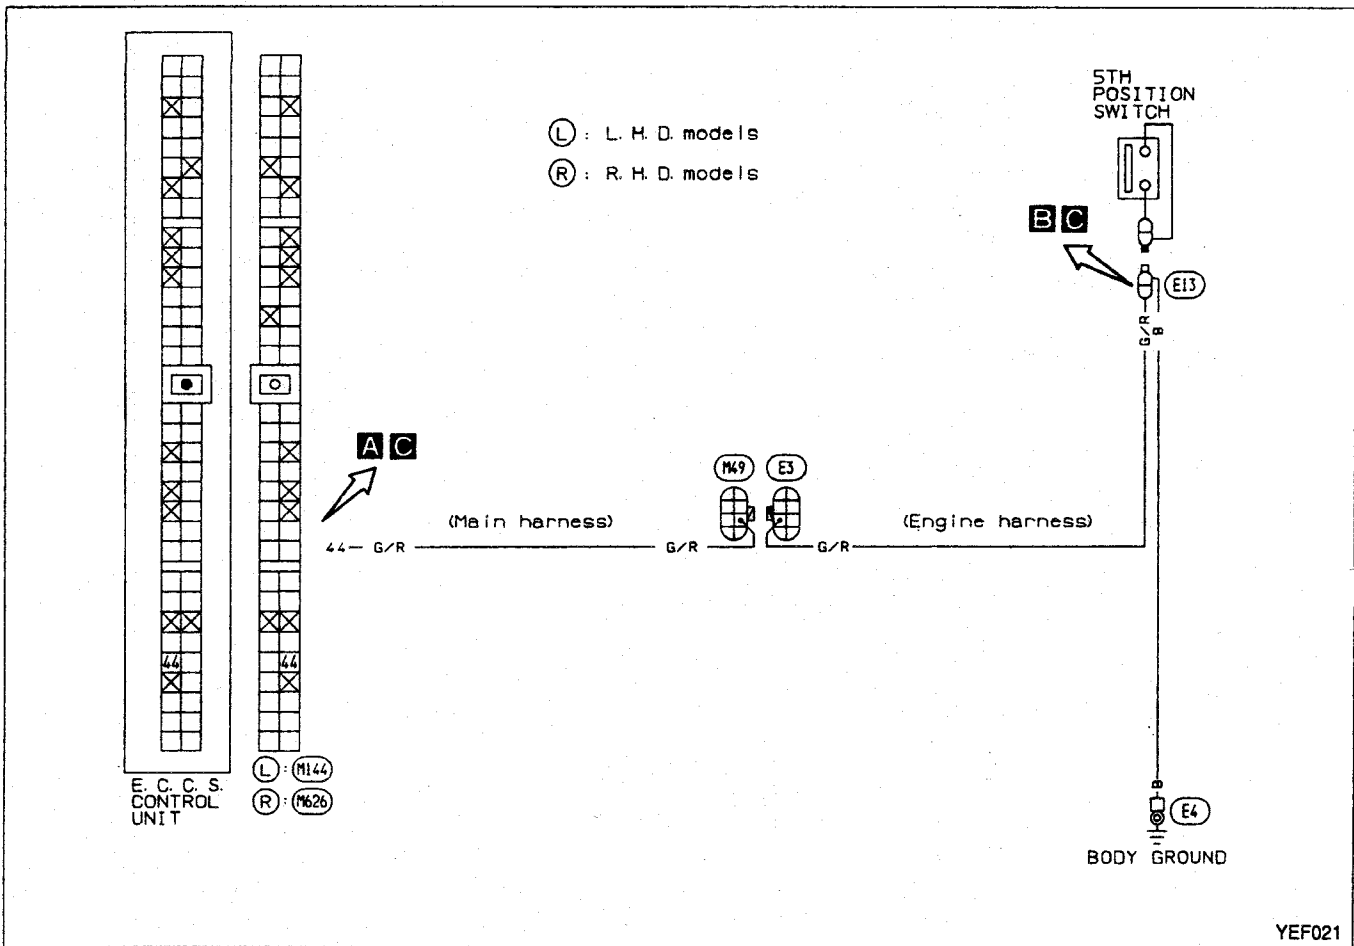 5TH
POSITION
SWITCH
L : L. H. D. models
R : R. H. D. models
B C
E13
G/R
B
A C
M49
E3
(Main harness)
(Engine harness)
44 G/R
G/R
G/R
44
44
E. C. C. S.
CONTROL
UNIT
L : M144
R : M626
B
E4
BODY GROUND
YEF021